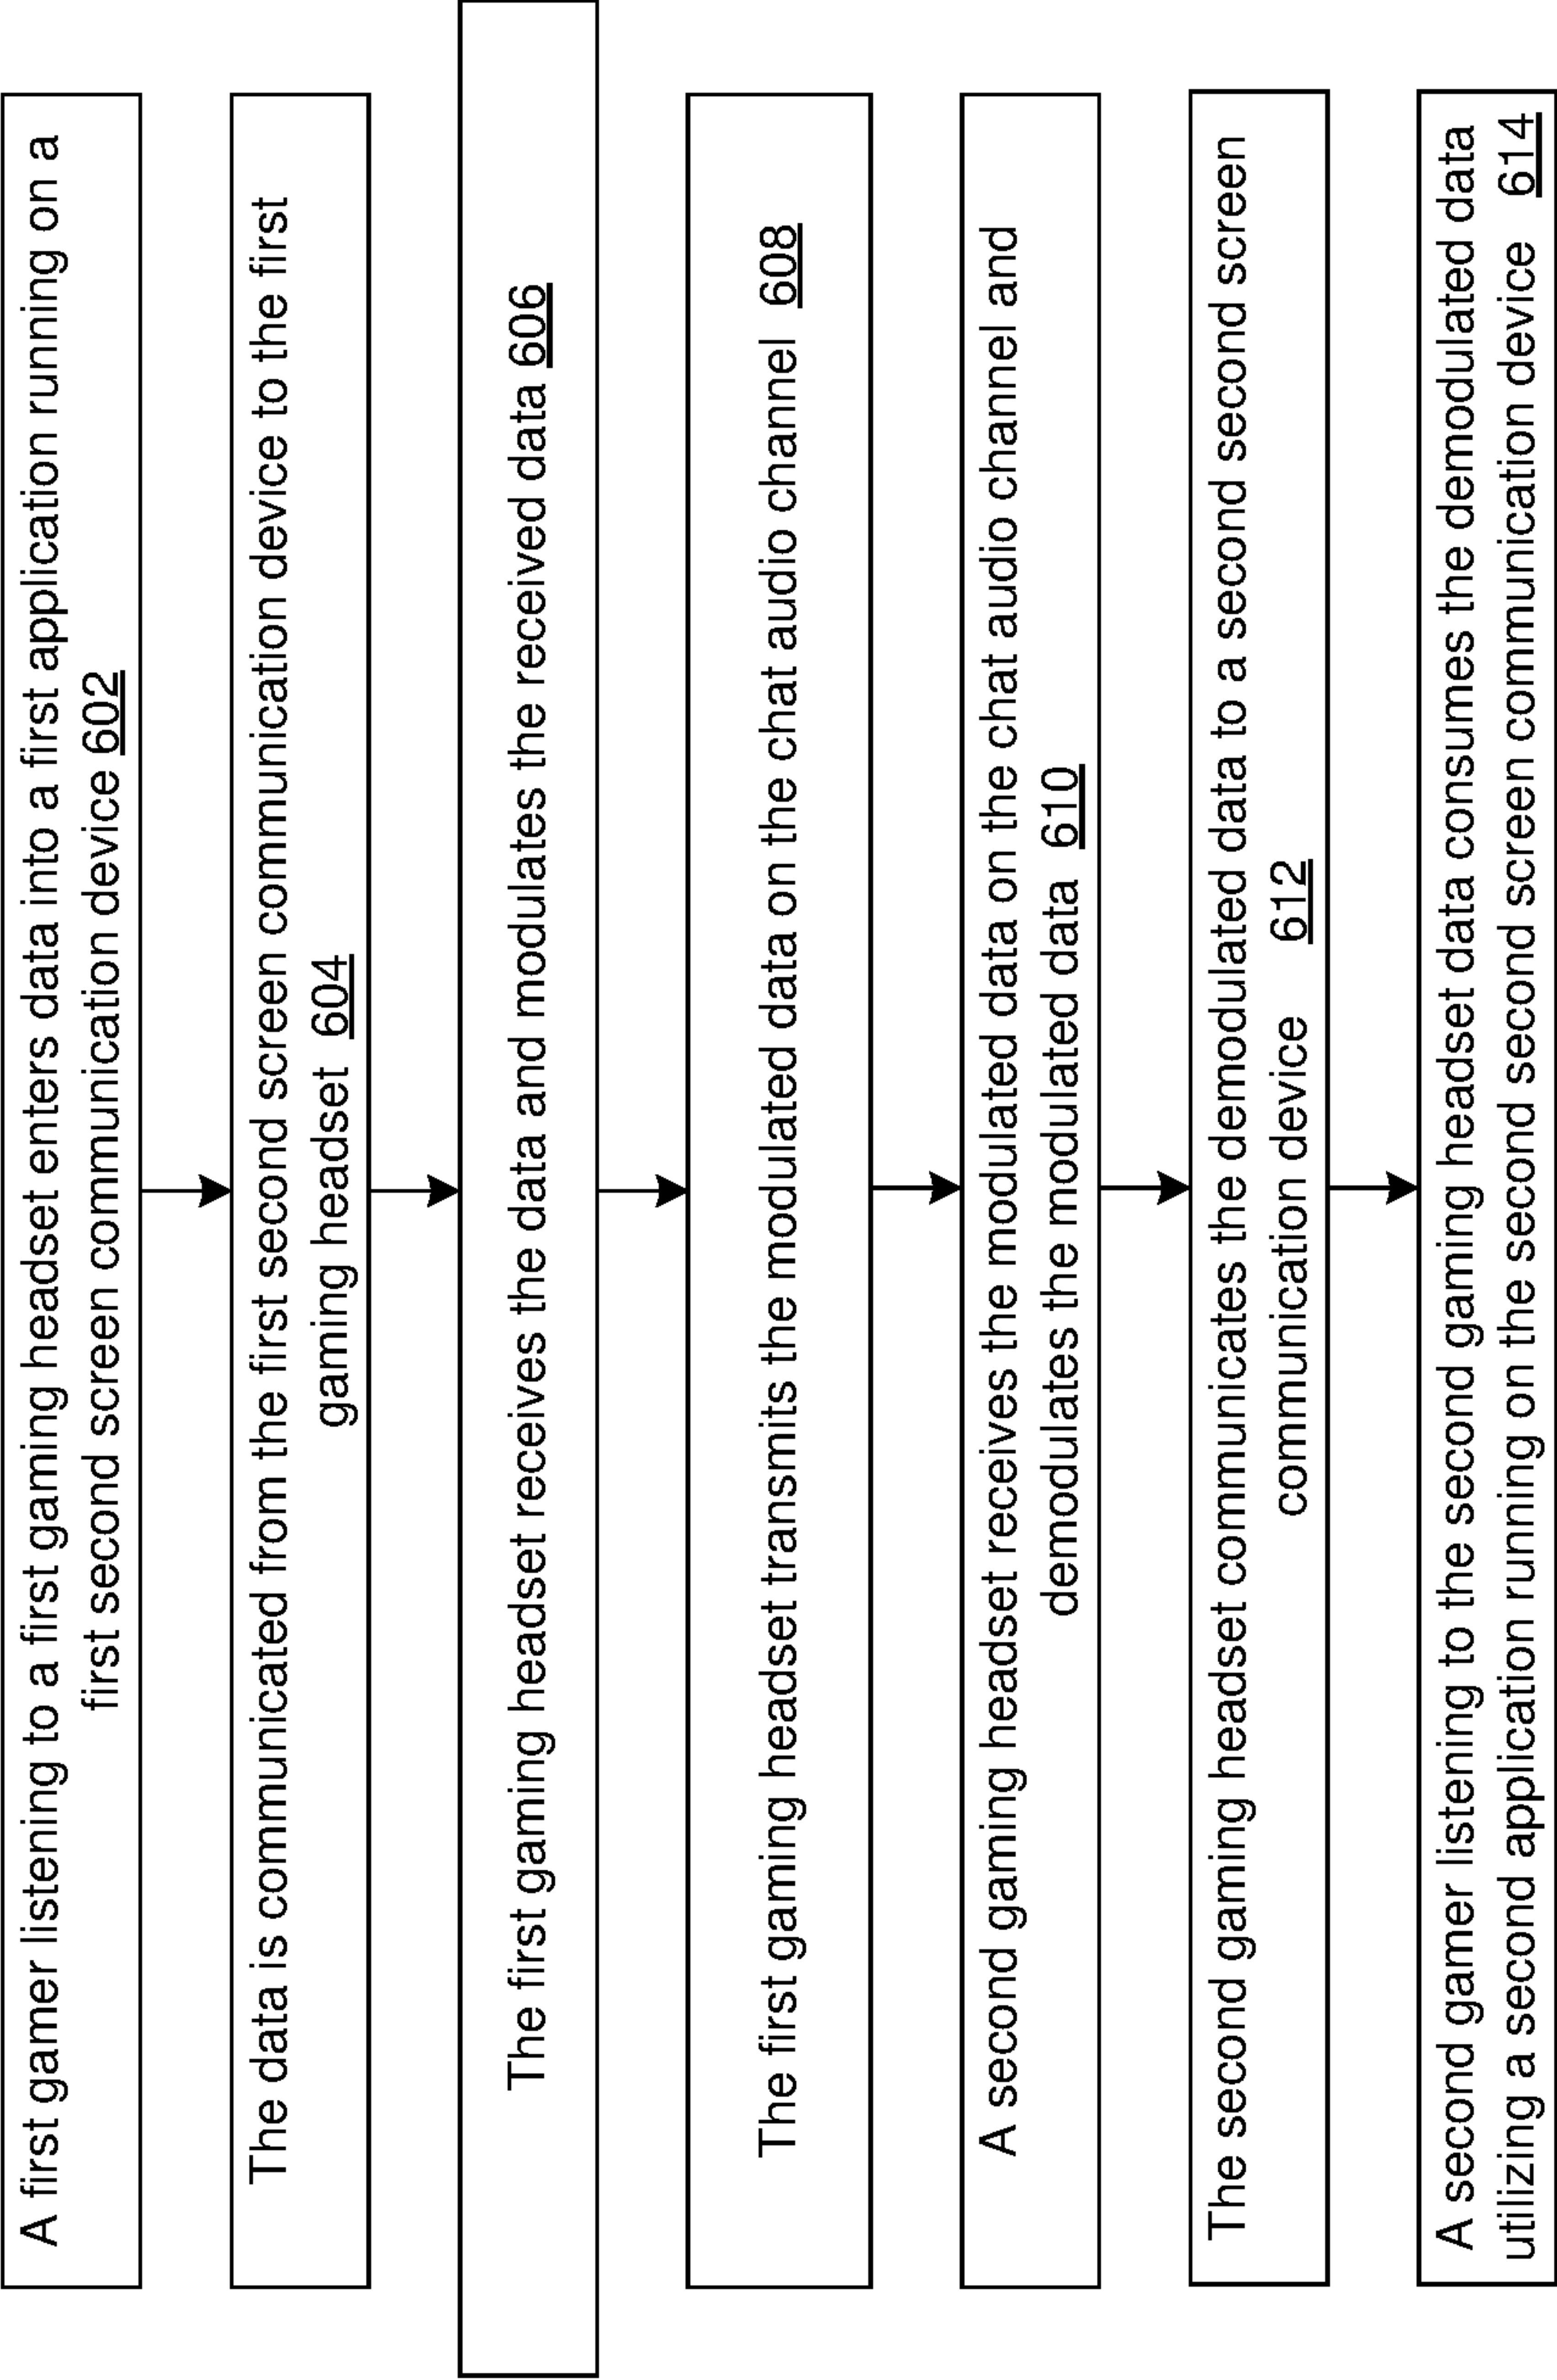 A first gamer listening to a first gaming headset enters data into a first application running on a
first second screen communication device 602
The data is communicated from the first second screen communication device to the first
gaming headset 604
The first gaming headset receives the data and modulates the received data 606
The first gaming headset transmits the modulated data on the chat audio channel 608
A second gaming headset receives the modulated data on the chat audio channel and
demodulates the modulated data 610
The second gaming headset communicates the demodulated data to a second second screen
communication device 612
A second gamer listening to the second gaming headset data consumes the demodulated data
utilizing a second application running on the second second screen communication device 614